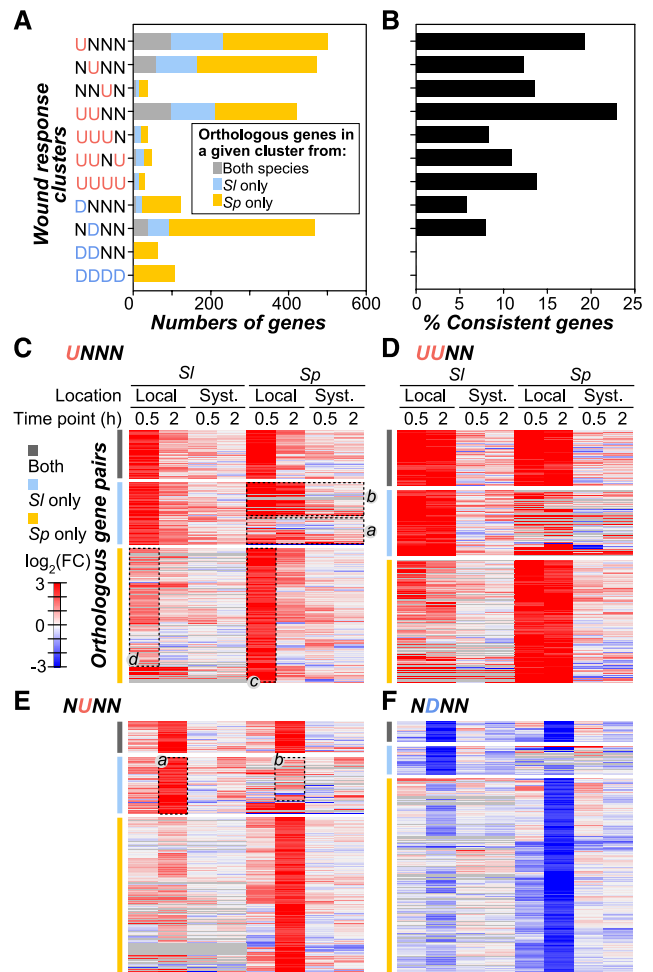 A
B
UNNN
NUNN
NNUN
UUNN
UUUN
UUNU
UUUU
DNNN
NDNN
DDNN
DDDD
Wound response
clusters
Orthologous genes in
a given cluster from:
Both species
Sl only
Sp only
0 200 400 600
Numbers of genes
0 5 10 15 20 25
% Consistent genes
C UNNN
D UUNN
Sl Sp
Location Local Syst. Local Syst.
Time point (h) 0.5 2 0.5 2 0.5 2 0.5 2
Sl Sp
Local Syst. Local Syst.
0.5 2 0.5 2 0.5 2 0.5 2
Both
Sl only
Sp only
log2(FC)
3
0
-3
Orthologous gene pairs
b
a
d
c
E NUNN
F NDNN
a
b